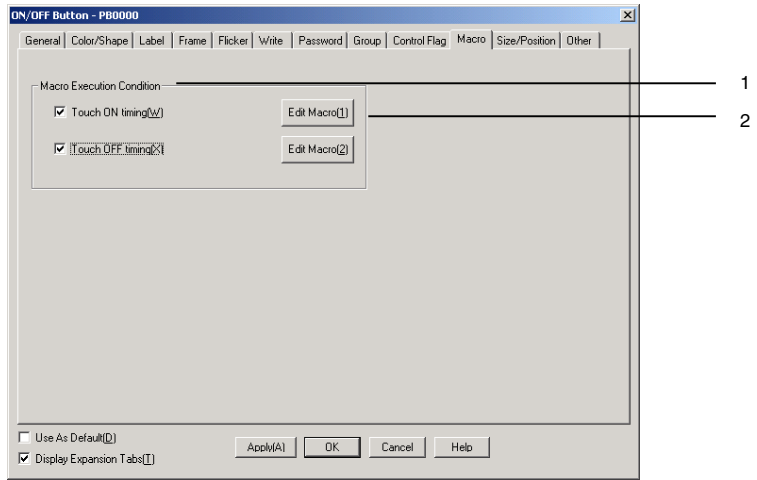 ON/OFF Button - PB0000
General Color/Shape Label Frame Flicker Write Password Group Control Flag Macro Size/Position Other
Macro Execution Condition
1
Touch ON timing(W) Edit Macro(1)
2
Touch OFF timing(X) Edit Macro(2)
Use As Default(D)
Apply(A) OK Cancel Help
Display Expansion Tabs(T)